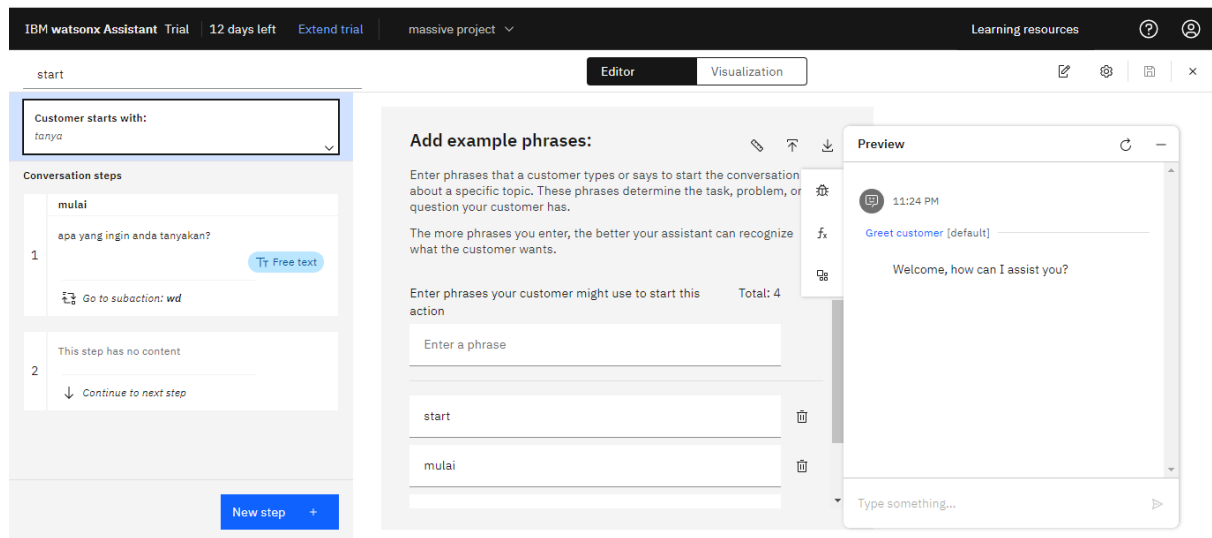 IBM watsonx Assistant Trial 12 days left Extend trial massive project Learning resources
start
Editor Visualization
Customer starts with:
tanya
Conversation steps
mulai
1
apa yang ingin anda tanyakan?
Tт Free text
Go to subaction: wd
2
This step has no content
Continue to next step
New step +
Add example phrases:
Enter phrases that a customer types or says to start the conversation
about a specific topic. These phrases determine the task, problem, or
question your customer has.
The more phrases you enter, the better your assistant can recognize
what the customer wants.
Enter phrases your customer might use to start this
action
Total: 4
Enter a phrase
start
mulai
fx
Preview
11:24 PM
Greet customer [default]
Welcome, how can I assist you?
Type something...